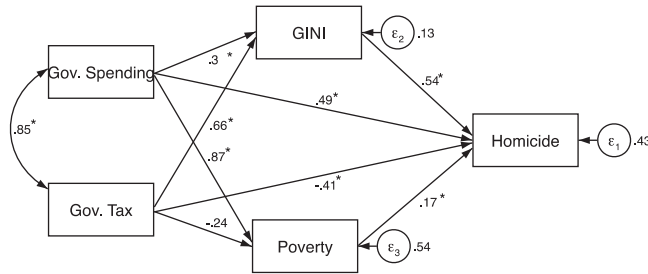 GINI
ε2
.13
Gov. Spending
.3 *
.54*
.49*
.85*
.66*
Homicide
ε1
.43
.87*
-.41*
Gov. Tax
-.24
.17*
Poverty
ε3
.54